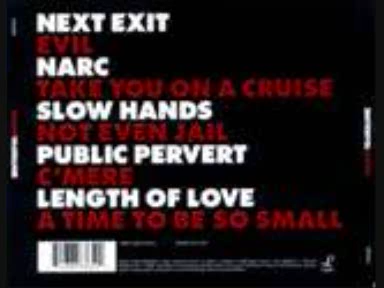 NEXT EXIT
EVIL
NARC
TAKE YOU ON A CRUISE
SLOW HANDS
NOT EVEN JAIL
PUBLIC PERVERT
C'MERE
LENGTH OF LOVE
A TIME TO BE SO SMALL